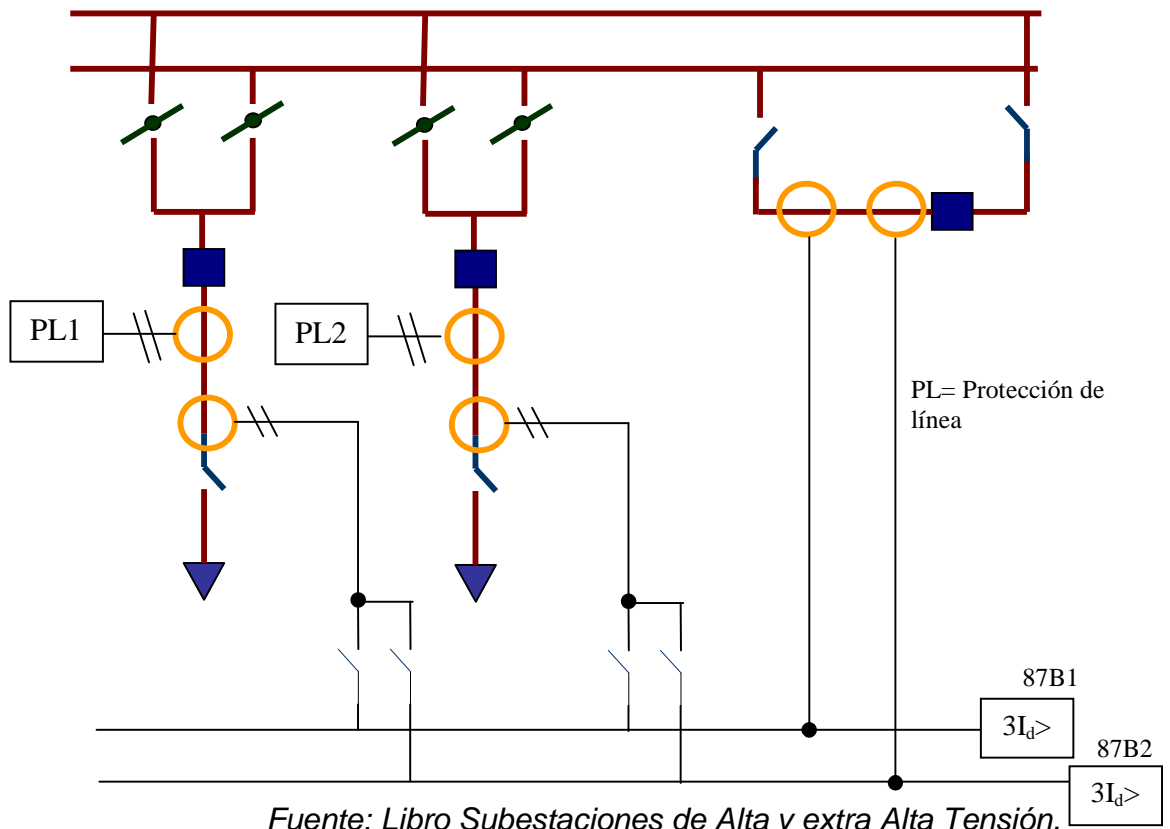 PL1
PL2
PL= Protección de
línea
87B1
3Id>
87B2
3Id>
Fuente: Libro Subestaciones de Alta y extra Alta Tensión.